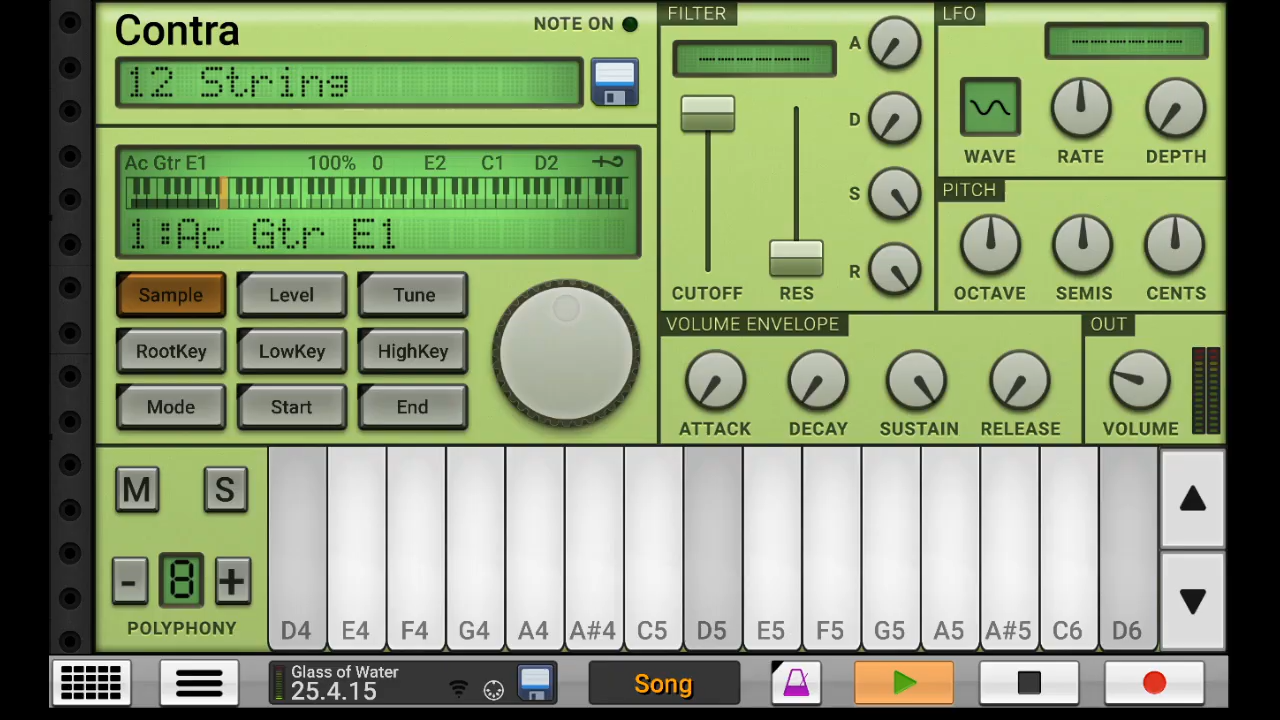 Contra
NOTE ON
12 String
Ac Gtr E1 100% 0 E2 C1 D2
1:Ac Gtr E1
Sample Level Tune
RootKey LowKey HighKey
Mode Start End
FILTER
A
D
S
R
CUTOFF RES
LFO
WAVE RATE DEPTH
PITCH
OCTAVE SEMIS CENTS
VOLUME ENVELOPE
ATTACK DECAY SUSTAIN RELEASE
OUT
VOLUME
M S
- 8 +
POLYPHONY
D4 E4 F4 G4 A4 A#4 C5 D5 E5 F5 G5 A5 A#5 C6 D6
Glass of Water
25.4.15
Song